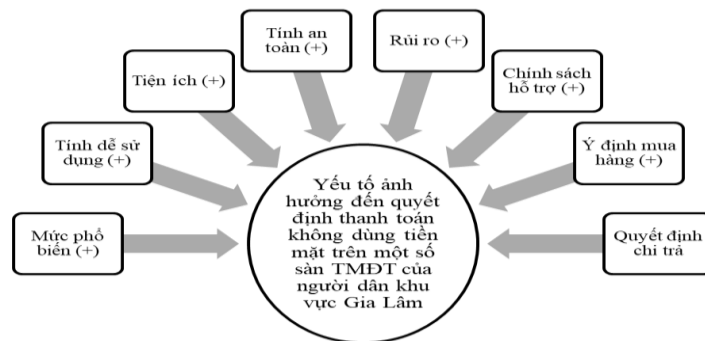 Mức phổ
biến (+)
Tính dễ sử
dụng (+)
Tiện ích (+)
Tính an
toàn (+)
Rủi ro (+)
Chính sách
hỗ trợ (+)
Ý định mua
hàng (+)
Quyết định
chi trả
Yếu tố ảnh
hưởng đến quyết
định thanh toán
không dùng tiền
mặt trên một số
sàn TMĐT của
người dân khu
vực Gia Lâm